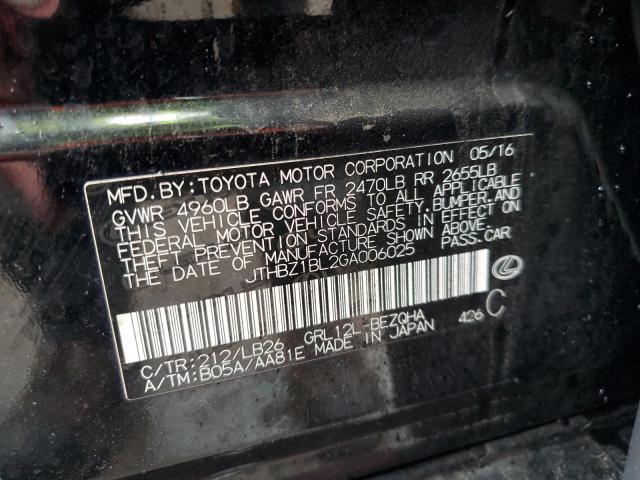 MFD.BY:TOYOTA MOTOR CORPORATION 05/16
GVWR 4960LB GAWR FR 2470LB RR 2655LB
THIS VEHICLE CONFORMS TO ALL APPLICABLE
FEDERAL MOTOR VEHICLE SAFETY,BUMPER,AND
THEFT PREVENTION STANDARDS IN EFFECT ON
THE DATE OF MANUFACTURE SHOWN ABOVE.
JTHBZ1BL2GA006025 PASS.CAR
C/TR:212/LB26 GRL12L-BEZQHA 426 C
A/TM:B05A/AA81E MADE IN JAPAN